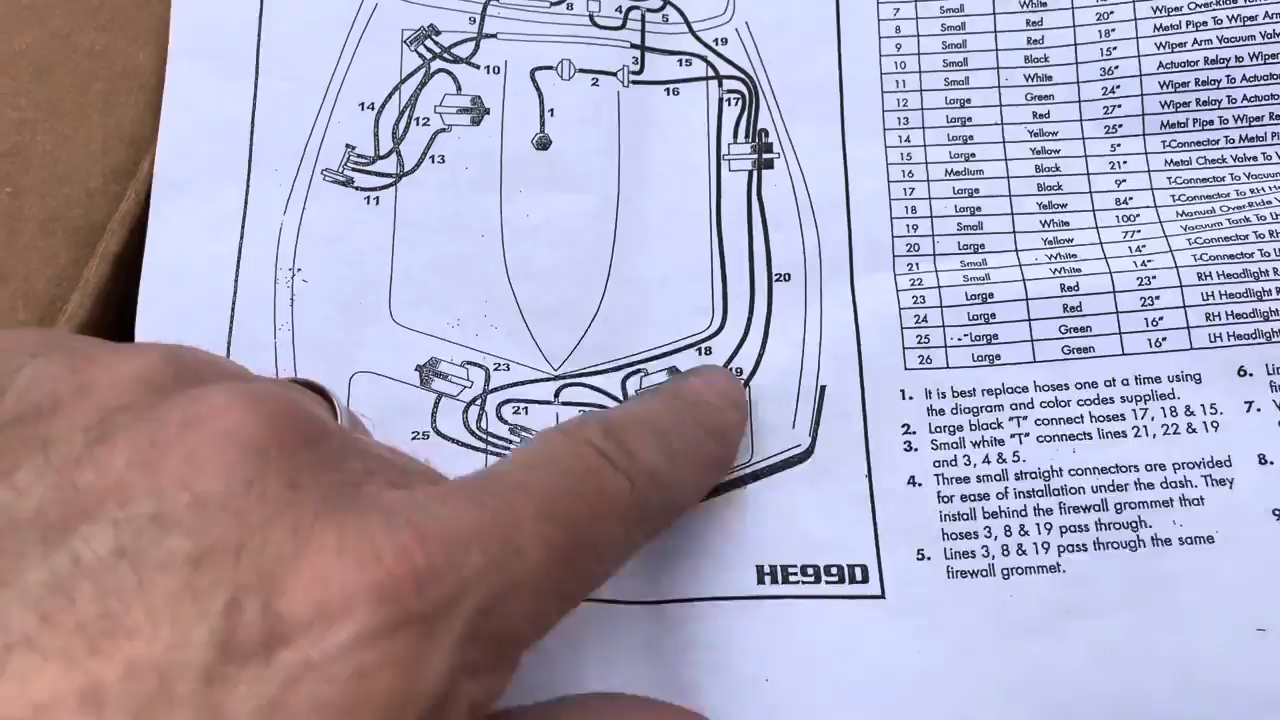 9
8
4
5
19
3
15
10
2
16
14
12
1
17
13
11
20
18
19
23
21
25
HE99D
7 Small White
8 Small Red 20" Wiper Over-Ride
9 Small Red 18" Metal Pipe To Wiper Arm
10 Small Black 15" Wiper Arm Vacuum Valv
11 Small White 36" Actuator Relay to Wiper
12 Large Green 24" Wiper Relay To Actuato
13 Large Red 27" Wiper Relay To Actuato
14 Large Yellow 25" Metal Pipe To Wiper Re
15 Large Yellow 5" T-Connector To Metal Pi
16 Medium Black 21" Metal Check Valve To V
17 Large Black 9" T-Connector To Vacuum
18 Large Yellow 84" T-Connector To RH H
19 Small White 100" Manual Over-Ride V
20 Large Yellow 77" Vacuum Tank To LH
21 Small White 14" T-Connector To RH
22 Small White 14" T-Connector To L
23 Large Red 23" RH Headlight R
24 Large Red 23" LH Headlight R
25 Large Green 16" RH Headlight
26 Large Green 16" LH Headlight
1. It is best replace hoses one at a time using
the diagram and color codes supplied.
2. Large black "T" connect hoses 17, 18 & 15.
3. Small white "T" connects lines 21, 22 & 19
and 3, 4 & 5.
4. Three small straight connectors are provided
for ease of installation under the dash. They
install behind the firewall grommet that
hoses 3, 8 & 19 pass through.
5. Lines 3, 8 & 19 pass through the same
firewall grommet.
6.
7.
8.